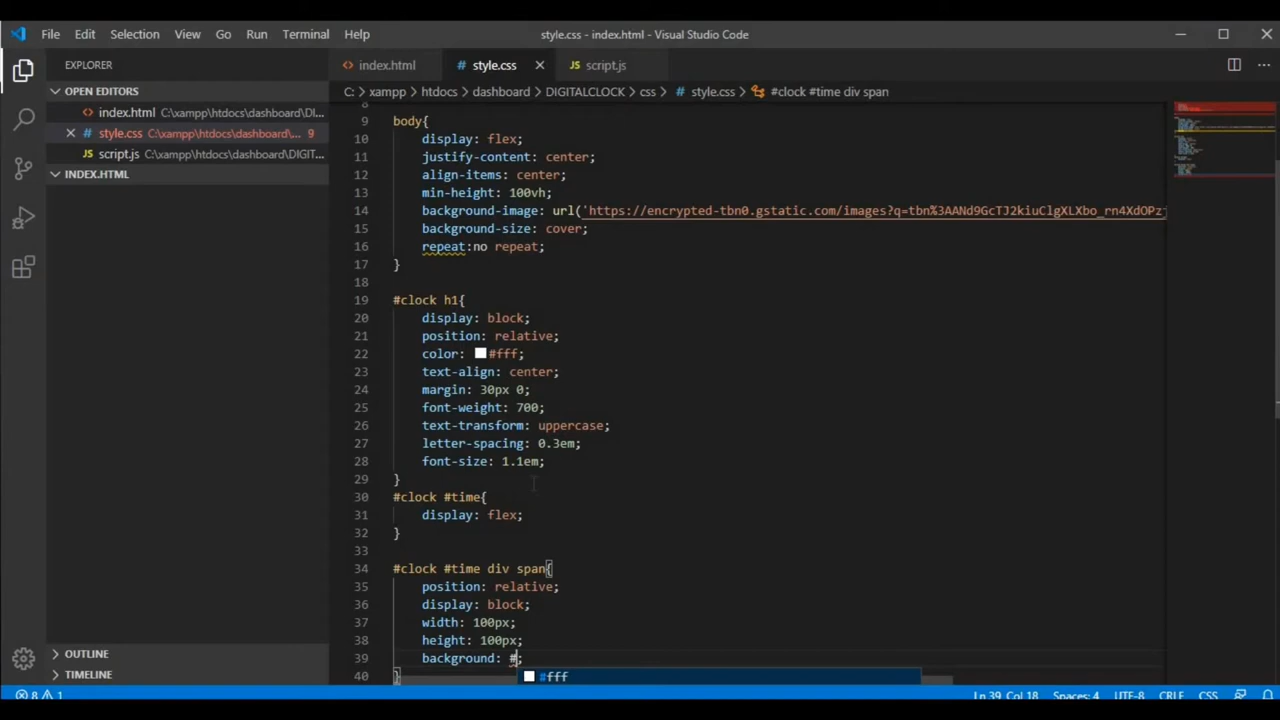 File Edit Selection View Go Run Terminal Help style.css - index.html - Visual Studio Code
EXPLORER index.html style.css script.js
OPEN EDITORS C: > xampp > htdocs > dashboard > DIGITALCLOCK > css > # style.css > #clock #time div span
index.html C:\xampp\htdocs\dashboard\DI...
style.css C:\xampp\htdocs\dashboard\... 9
script.js C:\xampp\htdocs\dashboard\DIGIT...
INDEX.HTML
OUTLINE
TIMELINE
8
9 body{
10 display: flex;
11 justify-content: center;
12 align-items: center;
13 min-height: 100vh;
14 background-image: url('https://encrypted-tbn0.gstatic.com/images?q=tbn%3AANd9GcTJ2kiuClgXLXbo_rn4XdOPzj
15 background-size: cover;
16 repeat:no repeat;
17 }
18
19 #clock h1{
20 display: block;
21 position: relative;
22 color: #fff;
23 text-align: center;
24 margin: 30px 0;
25 font-weight: 700;
26 text-transform: uppercase;
27 letter-spacing: 0.3em;
28 font-size: 1.1em;
29 }
30 #clock #time{
31 display: flex;
32 }
33
34 #clock #time div span{
35 position: relative;
36 display: block;
37 width: 100px;
38 height: 100px;
39 background: #;
40 }
#fff
8 1 Ln 39, Col 18 Spaces: 4 UTF-8 CRLF CSS